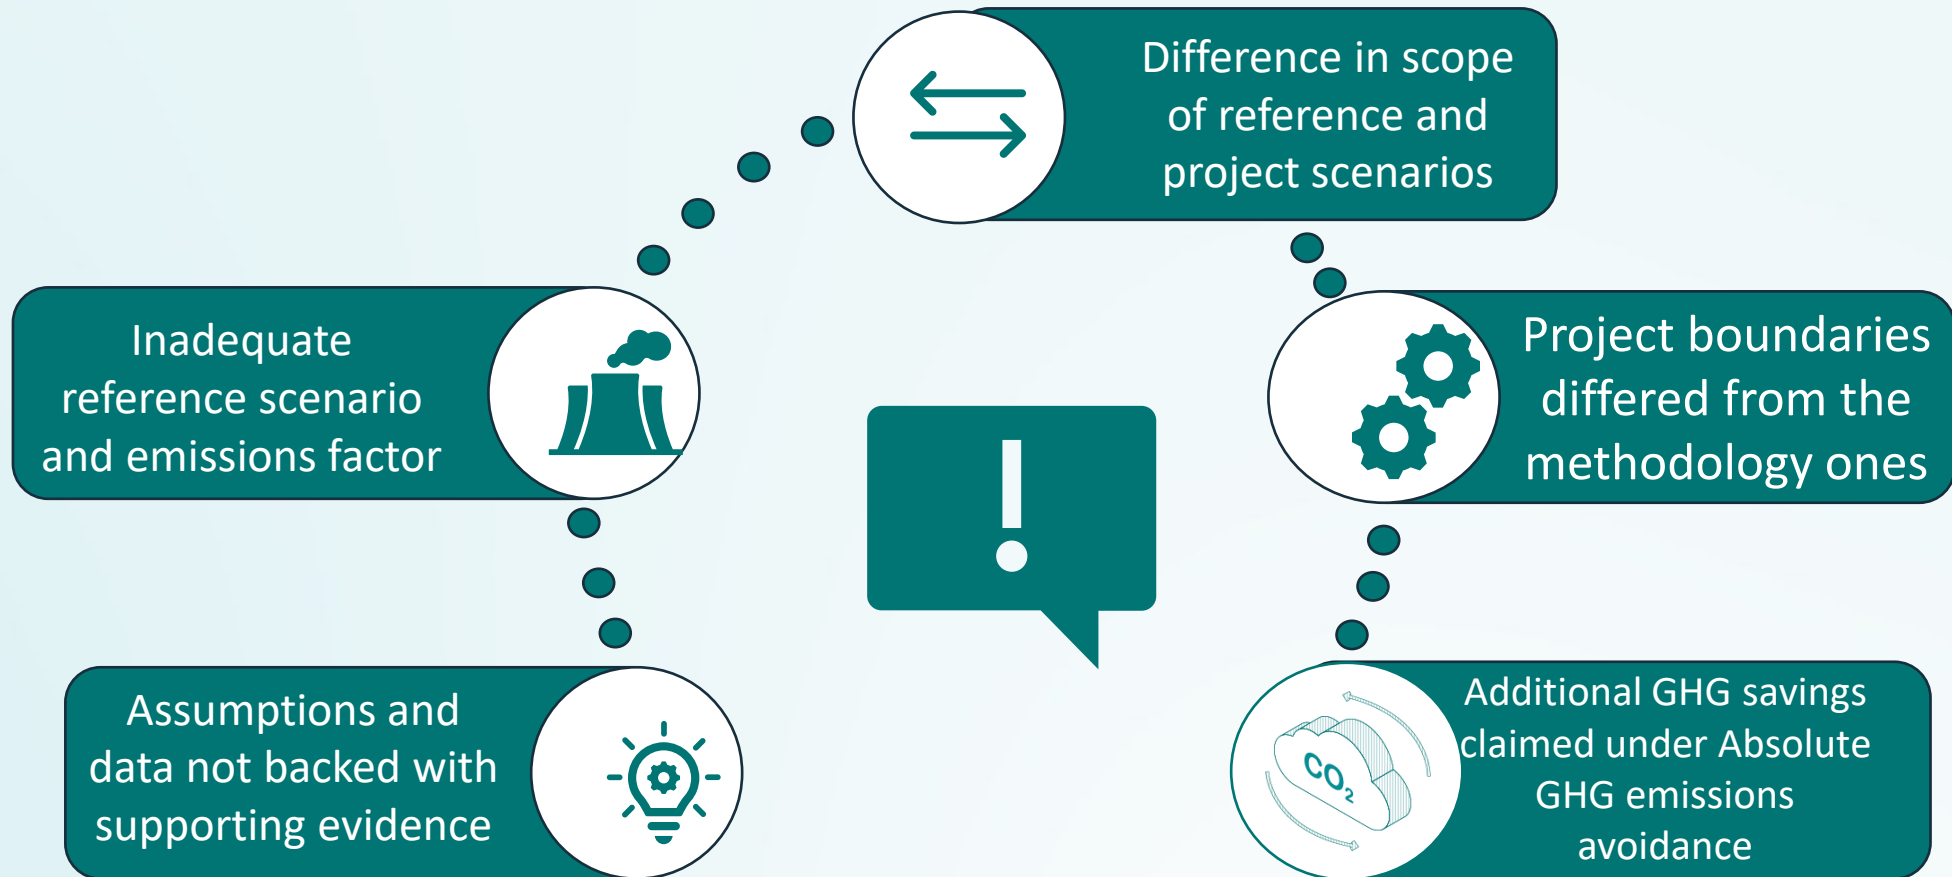 Difference in scope
of reference and
project scenarios
Inadequate
reference scenario
and emissions factor
Project boundaries
differed from the
methodology ones
!
Assumptions and
data not backed with
supporting evidence
Additional GHG savings
claimed under Absolute
GHG emissions
avoidance
CO₂